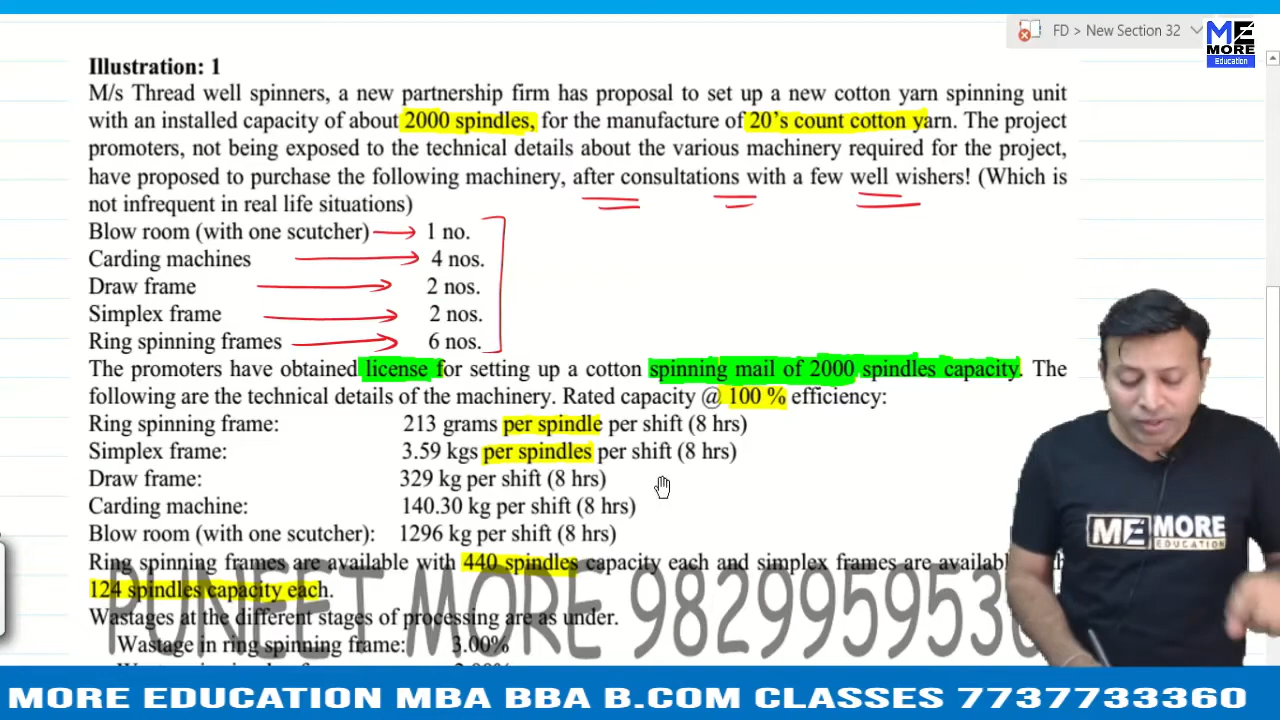 FD > New Section 32
ME
MORE
Education
Illustration: 1
M/s Thread well spinners, a new partnership firm has proposal to set up a new cotton yarn spinning unit
with an installed capacity of about 2000 spindles, for the manufacture of 20's count cotton yarn. The project
promoters, not being exposed to the technical details about the various machinery required for the project,
have proposed to purchase the following machinery, after consultations with a few well wishers! (Which is
not infrequent in real life situations)
Blow room (with one scutcher) 1 no.
Carding machines 4 nos.
Draw frame 2 nos.
Simplex frame 2 nos.
Ring spinning frames 6 nos.
The promoters have obtained license for setting up a cotton spinning mail of 2000 spindles capacity. The
following are the technical details of the machinery. Rated capacity @ 100 % efficiency:
Ring spinning frame: 213 grams per spindle per shift (8 hrs)
Simplex frame: 3.59 kgs per spindles per shift (8 hrs)
Draw frame: 329 kg per shift (8 hrs)
Carding machine: 140.30 kg per shift (8 hrs)
Blow room (with one scutcher): 1296 kg per shift (8 hrs)
Ring spinning frames are available with 440 spindles capacity each and simplex frames are
124 spindles capacity each.
Wastages at the different stages of processing are as under.
Wastage in ring spinning frame: 3.00%
PUNEET MORE 982995953
ME MORE
EDUCATION
MORE EDUCATION MBA BBA B.COM CLASSES 7737733360